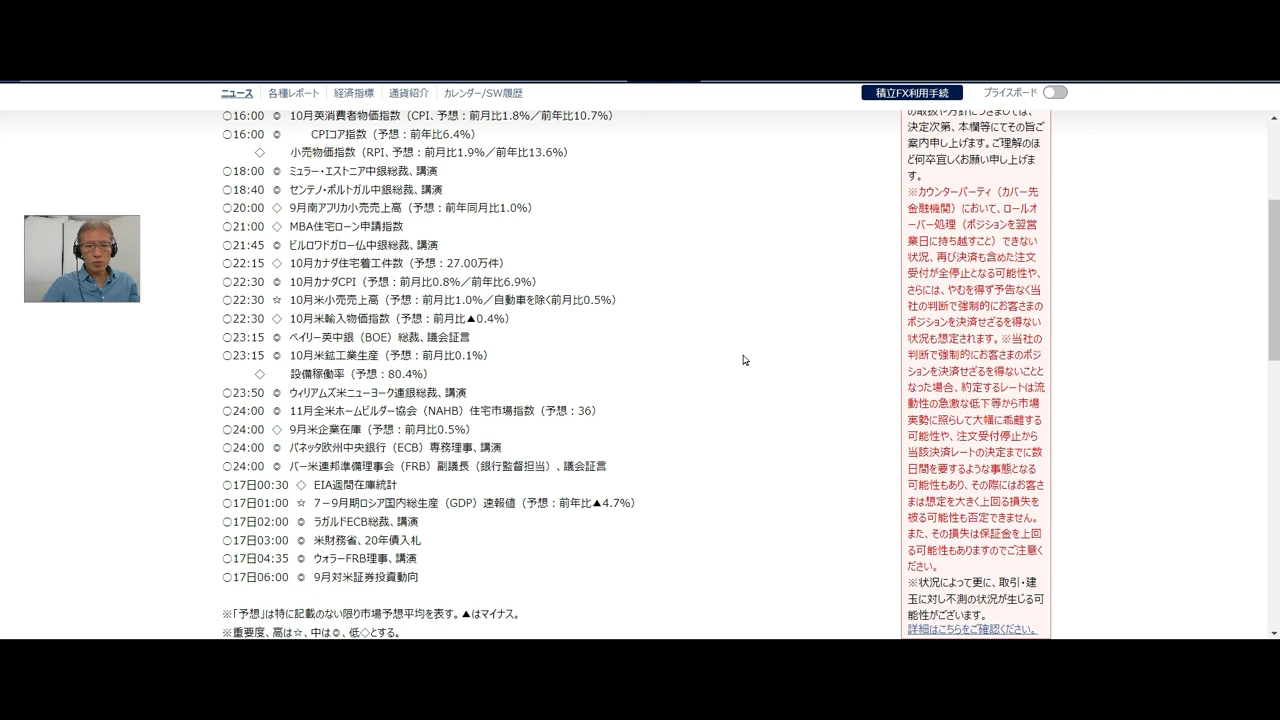 ニュース 各種レポート 経済指標 通貨紹介 カレンダー/SW履歴 積立FX利用手続 プライスボード
○16:00 ◎ 10月英消費者物価指数（CPI、予想：前月比1.8%／前年比10.7%）
○16:00 ◎ CPIコア指数（予想：前年比6.4%）
◇ 小売物価指数（RPI、予想：前月比1.9%／前年比13.6%）
○18:00 ◎ ミュラー・エストニア中銀総裁、講演
○18:40 ◎ センテノ・ポルトガル中銀総裁、講演
○20:00 ◇ 9月南アフリカ小売売上高（予想：前年同月比1.0%）
○21:00 ◇ MBA住宅ローン申請指数
○21:45 ◎ ビルロワドガロー仏中銀総裁、講演
○22:15 ◇ 10月カナダ住宅着工件数（予想：27.00万件）
○22:30 ◎ 10月カナダCPI（予想：前月比0.8%／前年比6.9%）
○22:30 ☆ 10月米小売売上高（予想：前月比1.0%／自動車を除く前月比0.5%）
○22:30 ◇ 10月米輸入物価指数（予想：前月比▲0.4%）
○23:15 ◎ ベイリー英中銀（BOE）総裁、議会証言
○23:15 ◎ 10月米鉱工業生産（予想：前月比0.1%）
◇ 設備稼働率（予想：80.4%）
○23:50 ◎ ウィリアムズ米ニューヨーク連銀総裁、講演
○24:00 ◎ 11月全米ホームビルダー協会（NAHB）住宅市場指数（予想：36）
○24:00 ◇ 9月米企業在庫（予想：前月比0.5%）
○24:00 ◎ パネッタ欧州中央銀行（ECB）専務理事、講演
○24:00 ◎ バー米連邦準備理事会（FRB）副議長（銀行監督担当）、議会証言
○17日00:30 ◇ EIA週間在庫統計
○17日01:00 ☆ 7－9月期ロシア国内総生産（GDP）速報値（予想：前年比▲4.7%）
○17日02:00 ◎ ラガルドECB総裁、講演
○17日03:00 ◎ 米財務省、20年債入札
○17日04:35 ◎ ウォラーFRB理事、講演
○17日06:00 ◎ 9月対米証券投資動向
※「予想」は特に記載のない限り市場予想平均を表す。▲はマイナス。
※重要度、高は☆、中は◎、低◇とする。
の取扱や方針につきましては、
決定次第、本欄等にてその旨ご
案内申し上げます。ご理解のほ
ど何卒宜しくお願い申し上げま
す。
※カウンターパーティ（カバー先
金融機関）において、ロールオ
ーバー処理（ポジションを翌営
業日に持ち越すこと）できない
状況、再び決済も含めた注文
受付が全停止となる可能性や、
さらには、やむを得ず予告なく当
社の判断で強制的にお客さまの
ポジションを決済せざるを得ない
状況も想定されます。※当社の
判断で強制的にお客さまのポジ
ションを決済せざるを得ないことと
なった場合、約定するレートは流
動性の急激な低下等から市場
実勢に照らして大幅に乖離する
可能性や、注文受付停止から
当該決済レートの決定までに数
日間を要するような事態となる
可能性もあり、その際にはお客さ
まは想定を大きく上回る損失を
被る可能性も否定できません。
また、その損失は保証金を上回
る可能性もありますのでご注意く
ださい。
※状況によって更に、取引・建
玉に対し不測の状況が生じる可
能性がございます。
詳細はこちらをご確認ください。